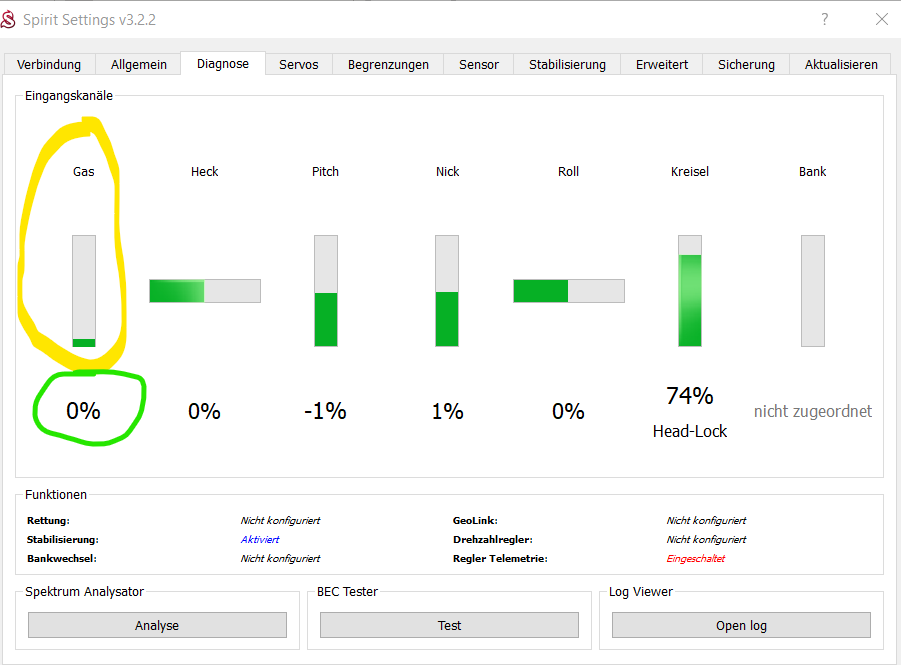 Spirit Settings v3.2.2
?
Verbindung Allgemein Diagnose Servos Begrenzungen Sensor Stabilisierung Erweitert Sicherung Aktualisieren
Eingangskanäle
Gas Heck Pitch Nick Roll Kreisel Bank
0% 0% -1% 1% 0% 74% nicht zugeordnet
Head-Lock
Funktionen
Rettung: Nicht konfiguriert GeoLink: Nicht konfiguriert
Stabilisierung: Aktiviert Drehzahlregler: Nicht konfiguriert
Bankwechsel: Nicht konfiguriert Regler Telemetrie: Eingeschaltet
Spektrum Analysator BEC Tester Log Viewer
Analyse Test Open log